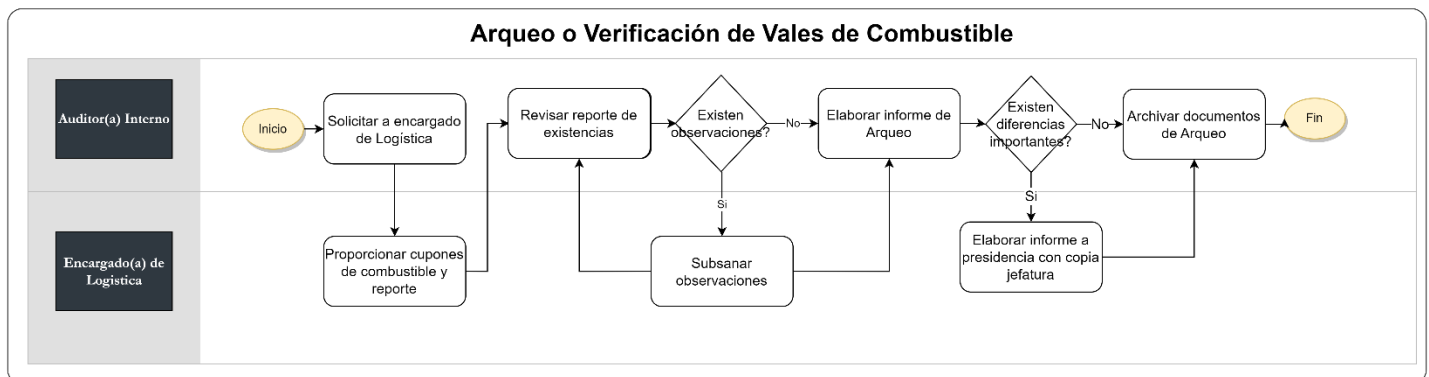 Arqueo o Verificación de Vales de Combustible
Auditor(a) Interno
Inicio
Solicitar a encargado
de Logística
Revisar reporte de
existencias
Existen
observaciones?
No
Elaborar informe de
Arqueo
Existen
diferencias
importantes?
No
Archivar documentos
de Arqueo
Fin
Si
Si
Encargado(a) de
Logistica
Proporcionar cupones
de combustible y
reporte
Subsanar
observaciones
Elaborar informe a
presidencia con copia
jefatura